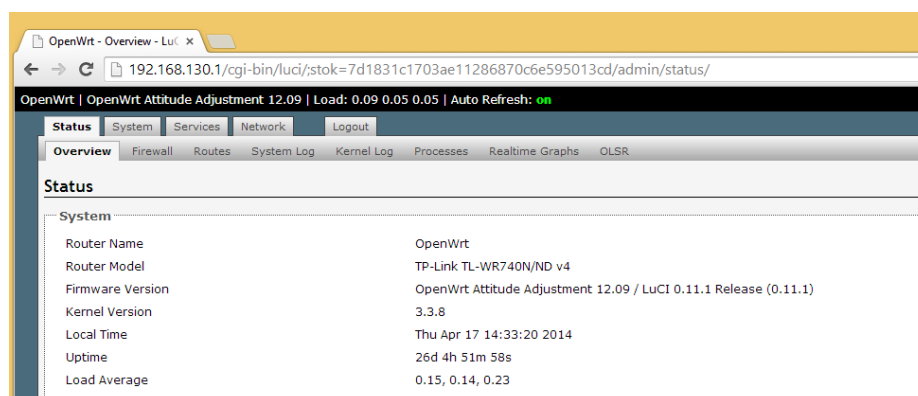 OpenWrt - Overview - LuC
192.168.130.1/cgi-bin/luci/;stok=7d1831c1703ae11286870c6e595013cd/admin/status/
OpenWrt | OpenWrt Attitude Adjustment 12.09 | Load: 0.09 0.05 0.05 | Auto Refresh: on
Status System Services Network Logout
Overview Firewall Routes System Log Kernel Log Processes Realtime Graphs OLSR
Status
System
Router Name OpenWrt
Router Model TP-Link TL-WR740N/ND v4
Firmware Version OpenWrt Attitude Adjustment 12.09 / LuCI 0.11.1 Release (0.11.1)
Kernel Version 3.3.8
Local Time Thu Apr 17 14:33:20 2014
Uptime 26d 4h 51m 58s
Load Average 0.15, 0.14, 0.23